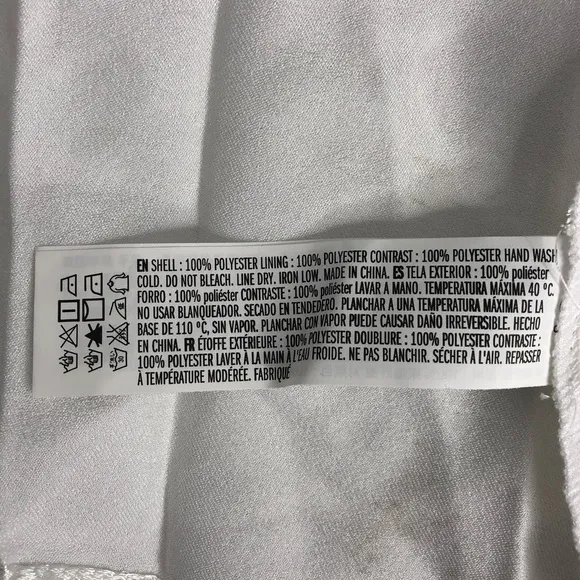 EN SHELL : 100% POLYESTER LINING : 100% POLYESTER CONTRAST : 100% POLYESTER HAND WASH
COLD. DO NOT BLEACH. LINE DRY. IRON LOW. MADE IN CHINA. ES TELA EXTERIOR : 100% poliéster
FORRO : 100% poliéster CONTRASTE : 100% poliéster LAVAR A MANO. TEMPERATURA MÁXIMA 40 °C.
NO USAR BLANQUEADOR. SECADO EN TENDEDERO. PLANCHAR A UNA TEMPERATURA MÁXIMA DE LA
BASE DE 110 °C, SIN VAPOR. PLANCHAR CON VAPOR PUEDE CAUSAR DAÑO IRREVERSIBLE. HECHO
EN CHINA. FR ÉTOFFE EXTÉRIEURE : 100% POLYESTER DOUBLURE : 100% POLYESTER CONTRASTE :
100% POLYESTER LAVER À LA MAIN À L'EAU FROIDE. NE PAS BLANCHIR. SÉCHER À L'AIR. REPASSER
À TEMPÉRATURE MODÉRÉE. FABRIQUÉ